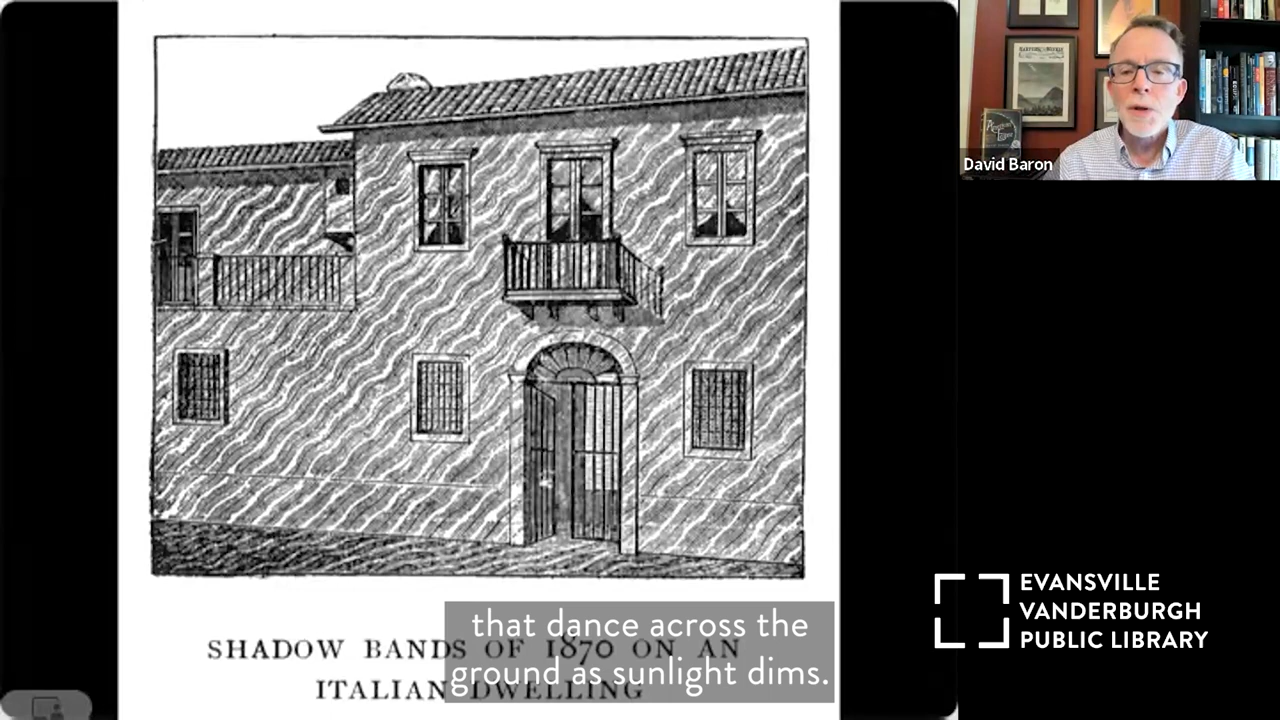 David Baron
SHADOW BANDS OF 1870 ON AN
ITALIAN DWELLING
that dance across the
ground as sunlight dims.
EVANSVILLE
VANDERBURGH
PUBLIC LIBRARY